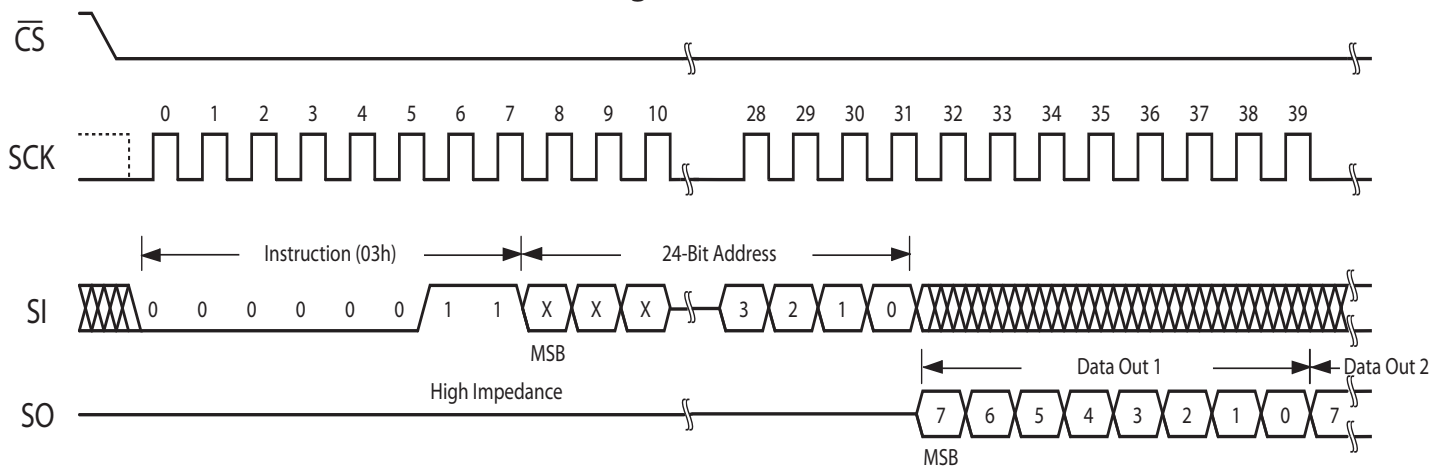 CS
0 1 2 3 4 5 6 7 8 9 10 28 29 30 31 32 33 34 35 36 37 38 39
SCK
Instruction (03h) 24-Bit Address
SI 0 0 0 0 0 0 1 1 X X X 3 2 1 0
MSB
Data Out 1 Data Out 2
High Impedance
SO 7 6 5 4 3 2 1 0 7
MSB